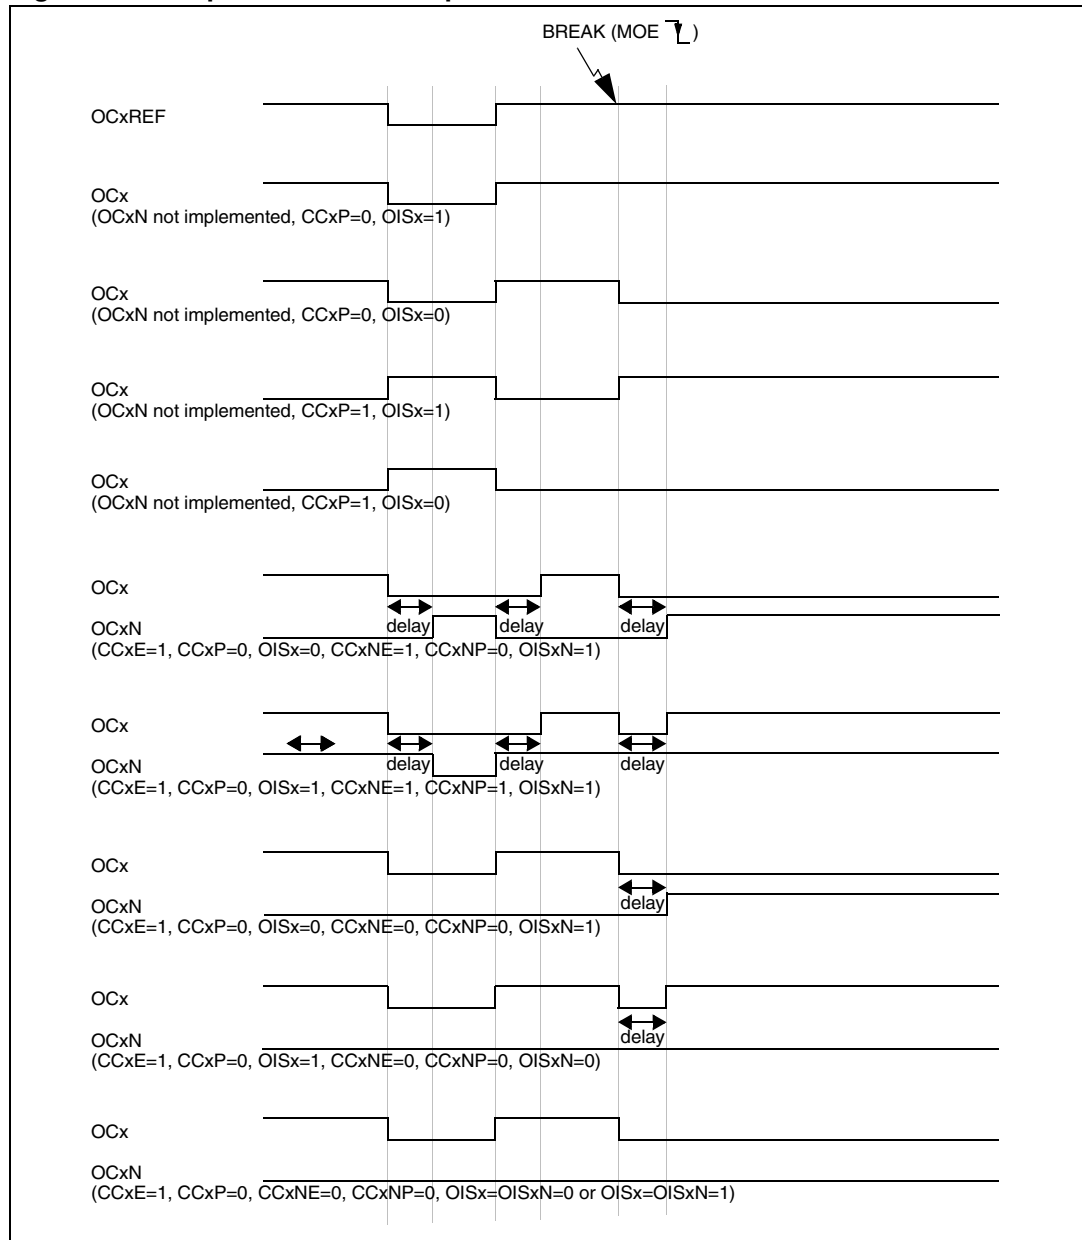 BREAK (MOE )
OCxREF
OCx
(OCxN not implemented, CCxP=0, OISx=1)
OCx
(OCxN not implemented, CCxP=0, OISx=0)
OCx
(OCxN not implemented, CCxP=1, OISx=1)
OCx
(OCxN not implemented, CCxP=1, OISx=0)
OCx
delay delay delay
OCxN
(CCxE=1, CCxP=0, OISx=0, CCxNE=1, CCxNP=0, OISxN=1)
OCx
delay delay delay
OCxN
(CCxE=1, CCxP=0, OISx=1, CCxNE=1, CCxNP=1, OISxN=1)
OCx
delay
OCxN
(CCxE=1, CCxP=0, OISx=0, CCxNE=0, CCxNP=0, OISxN=1)
OCx
delay
OCxN
(CCxE=1, CCxP=0, OISx=1, CCxNE=0, CCxNP=0, OISxN=0)
OCx
OCxN
(CCxE=1, CCxP=0, CCxNE=0, CCxNP=0, OISx=OISxN=0 or OISx=OISxN=1)